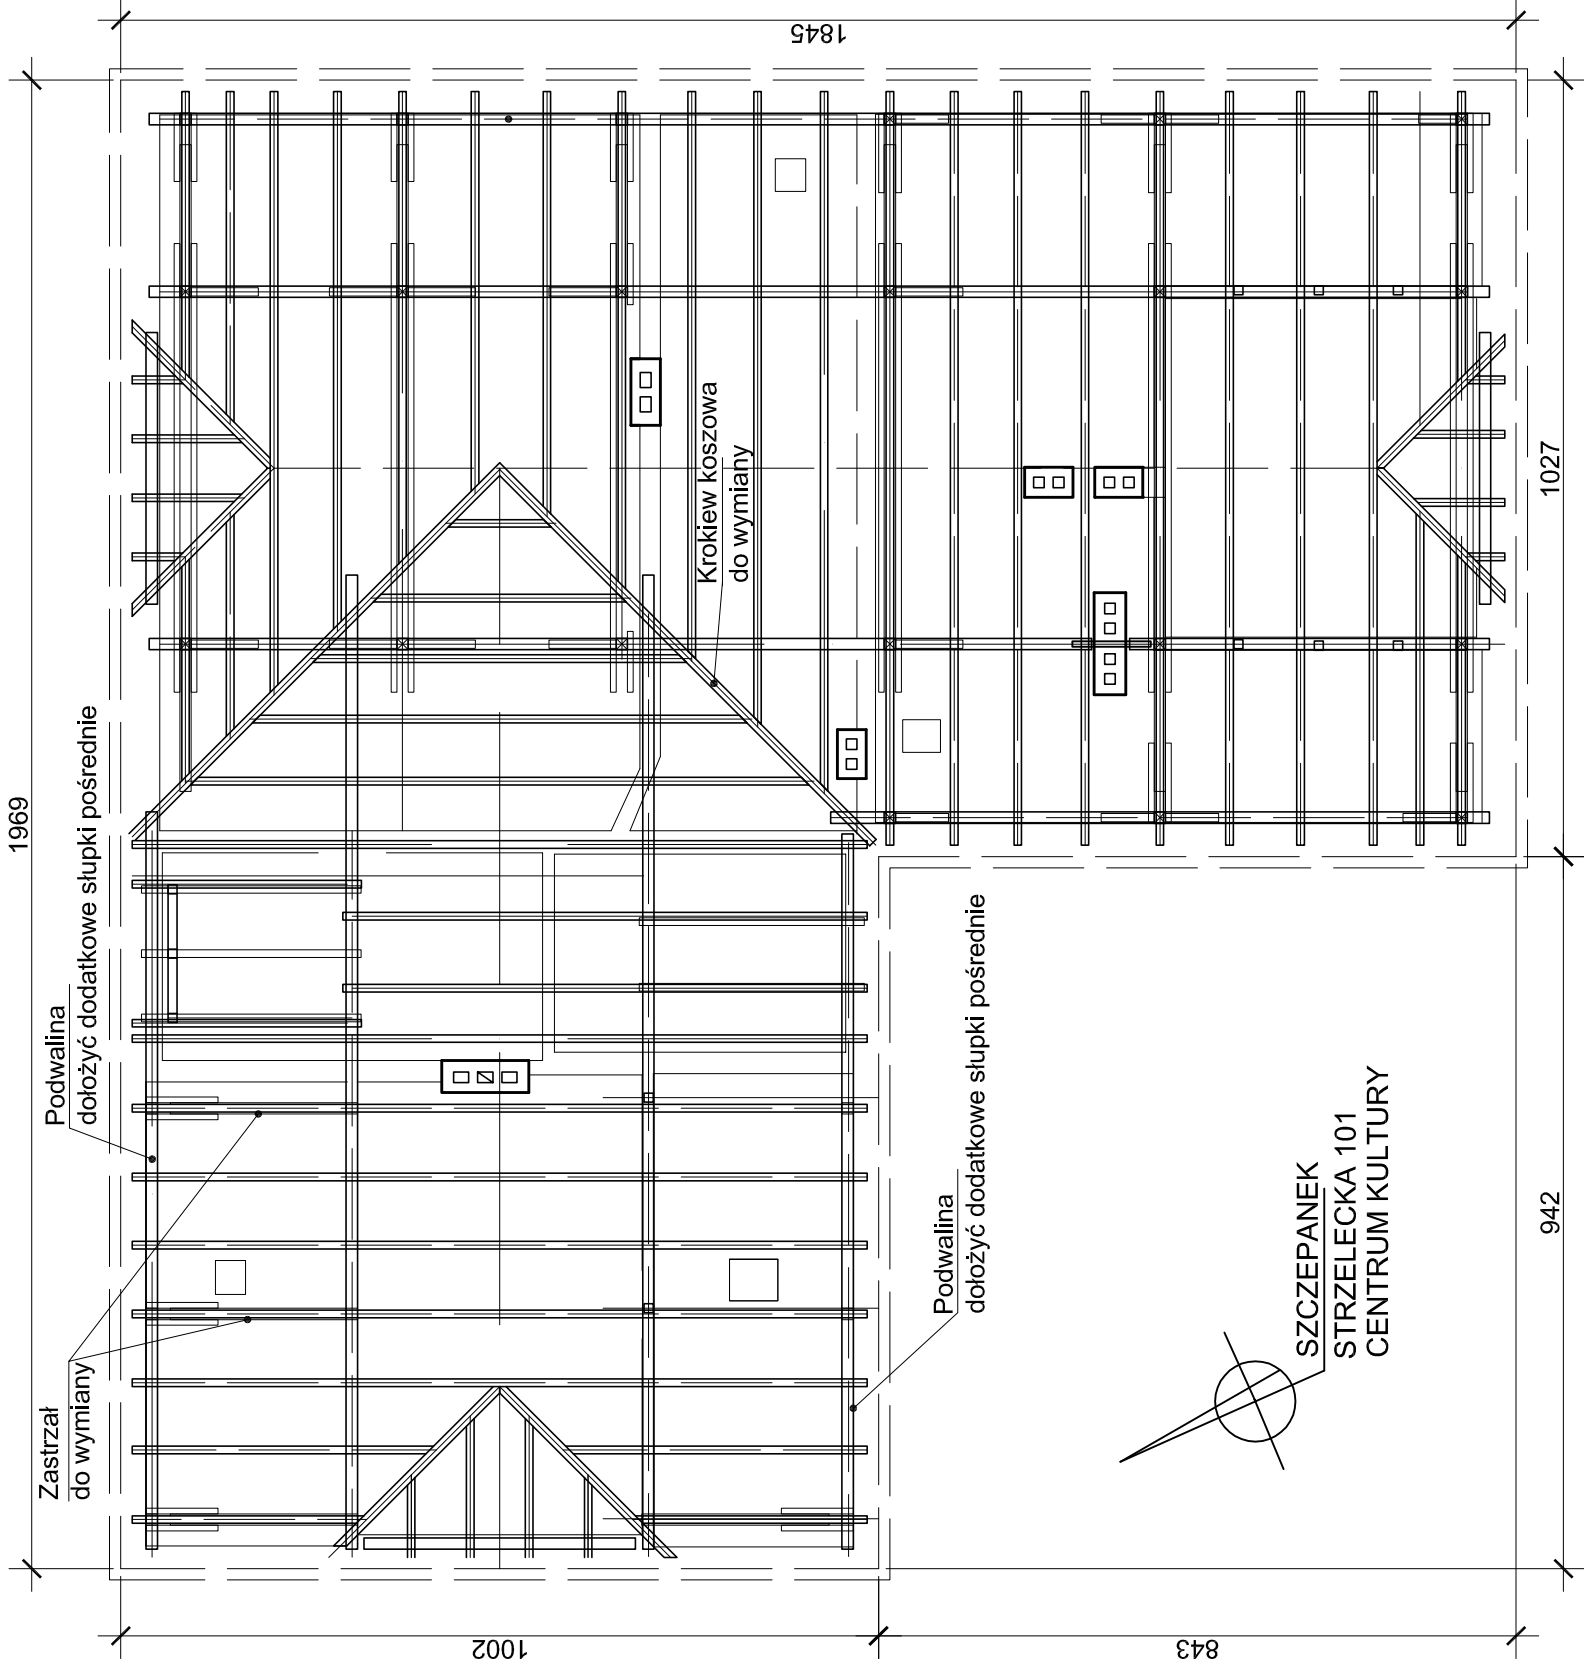 1845
1969
Podwalina
dołożyć dodatkowe słupki pośrednie
Krokiew koszowa
do wymiany
1027
Zastrzał
do wymiany
Podwalina
dołożyć dodatkowe słupki pośrednie
SZCZEPANEK
STRZELECKA 101
CENTRUM KULTURY
942
1002
843